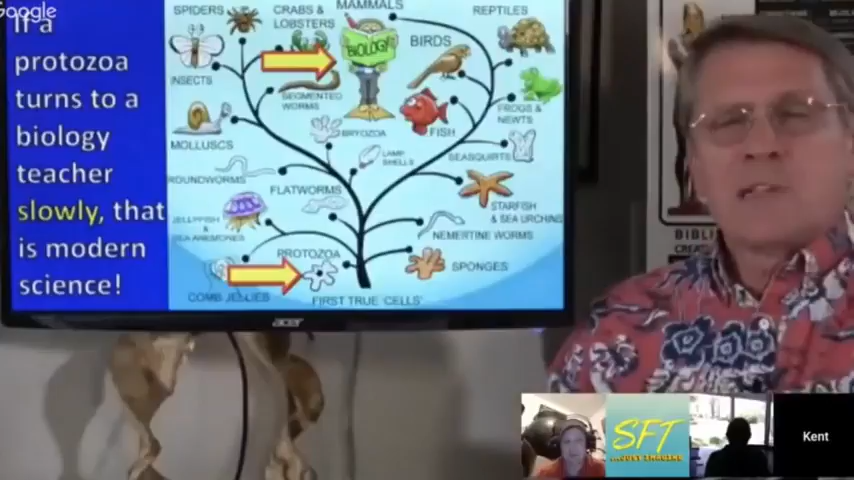 Google
If a
protozoa
turns to a
biology
teacher
slowly, that
is modern
science!
SPIDERS
CRABS &
LOBSTERS
MAMMALS
REPTILES
BIOLOGY
BIRDS
INSECTS
SEGMENTED
WORMS
FROGS &
NEWTS
MOLLUSCS
BRYOZOA
FISH
LAMP
SHELLS
SEASQUIRTS
ROUNDWORMS
FLATWORMS
STARFISH
& SEA URCHINS
JELLYFISH
& SEA ANEMONES
NEMERTINE WORMS
PROTOZOA
SPONGES
COMB JELLIES
FIRST TRUE 'CELLS'
acer
SFT
Kent